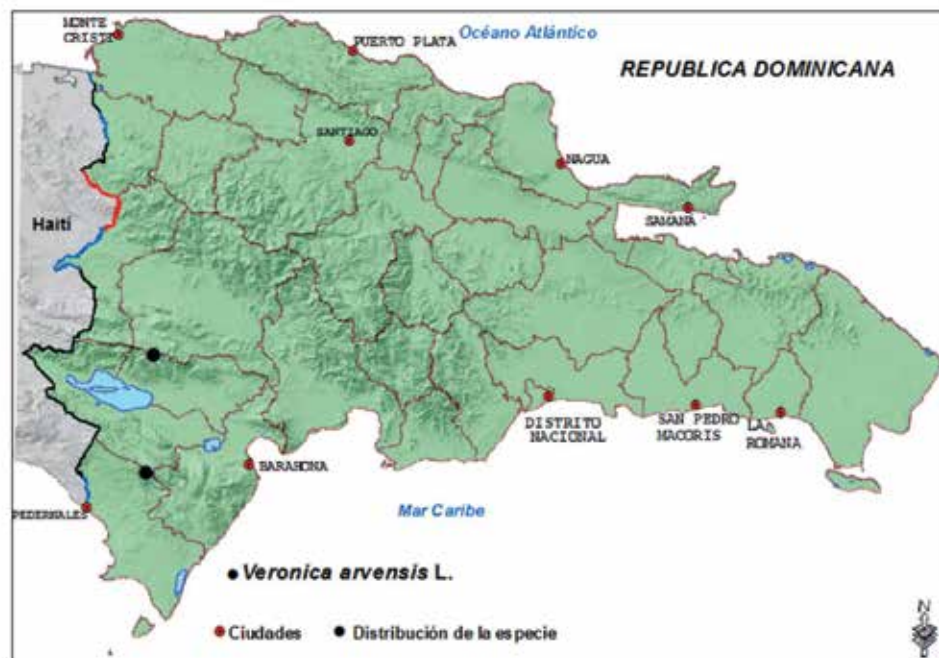 MONTE
CRISTI
PUERTO PLATA
Océano Atlántico
REPUBLICA DOMINICANA
SANTIAGO
NAGUA
SAMANA
Haití
DISTRITO
NACIONAL
SAN PEDRO
MACORIS
LA
ROMANA
BARAHONA
PEDERNALES
Mar Caribe
Veronica arvensis L.
Ciudades
Distribución de la especie
N